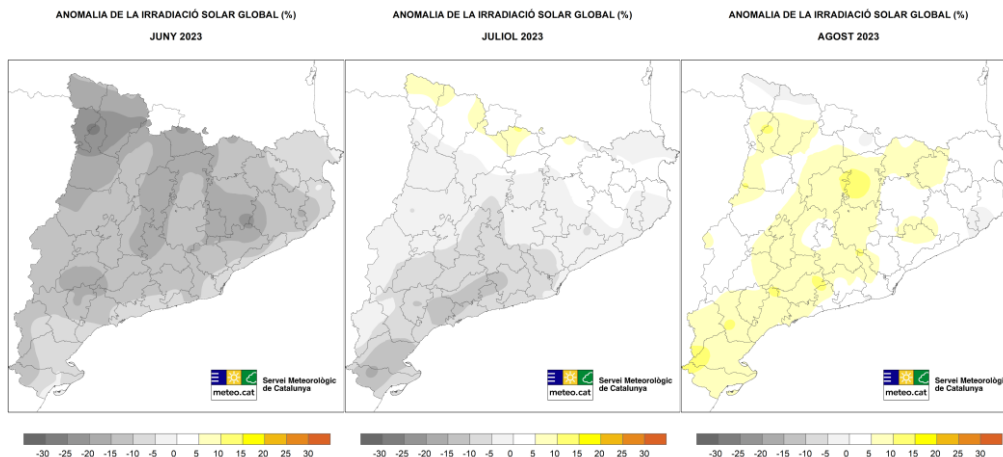 ANOMALIA DE LA IRRADIACIÓ SOLAR GLOBAL (%)
JUNY 2023
meteo.cat
Servei Meteorològic
de Catalunya
-30 -25 -20 -15 -10 -5 0 5 10 15 20 25 30
ANOMALIA DE LA IRRADIACIÓ SOLAR GLOBAL (%)
JULIOL 2023
meteo.cat
Servei Meteorològic
de Catalunya
-30 -25 -20 -15 -10 -5 0 5 10 15 20 25 30
ANOMALIA DE LA IRRADIACIÓ SOLAR GLOBAL (%)
AGOST 2023
meteo.cat
Servei Meteorològic
de Catalunya
-30 -25 -20 -15 -10 -5 0 5 10 15 20 25 30